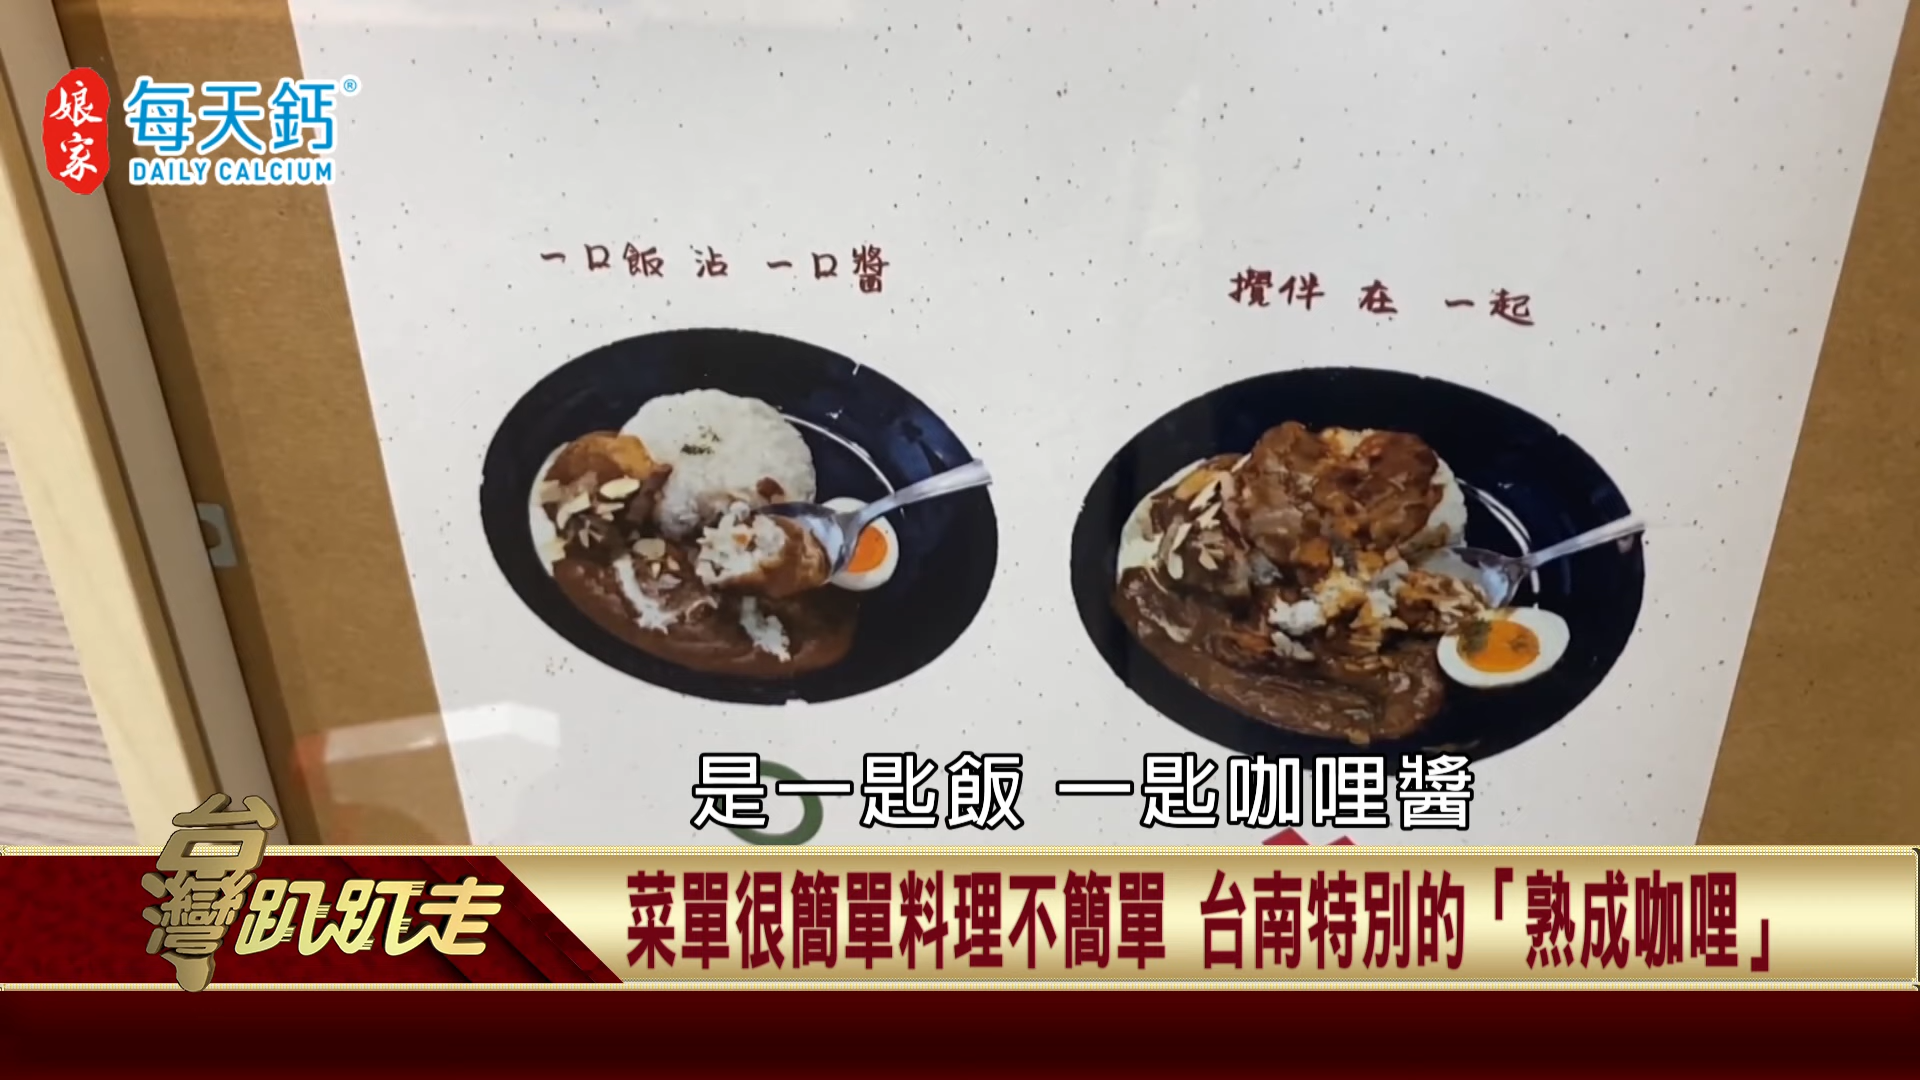 娘家
每天鈣®
DAILY CALCIUM
一口飯 沾 一口醬
攪伴 在 一起
是一匙飯 一匙咖哩醬
台灣趴趴走
菜單很簡單料理不簡單 台南特別的「熟成咖哩」